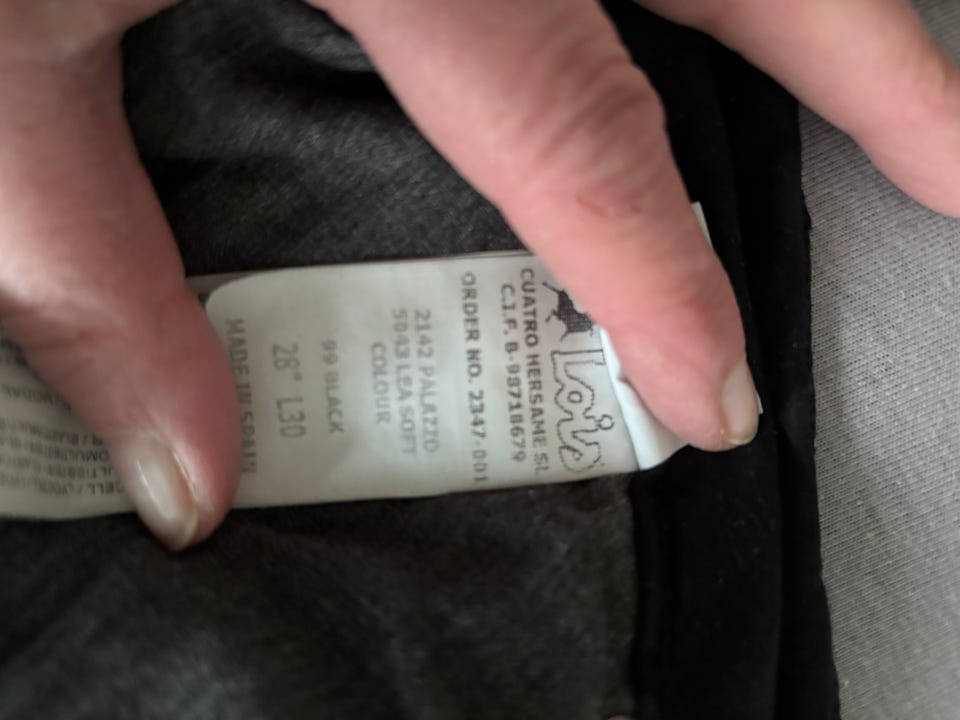 Lois
CUATRO HERSAME SL
C.I.F. B-98718679
ORDER NO. 2347-001
2142 PALAZZO
5043 LEA SOFT
COLOUR
99 BLACK
28" L30
MADE IN SPAIN